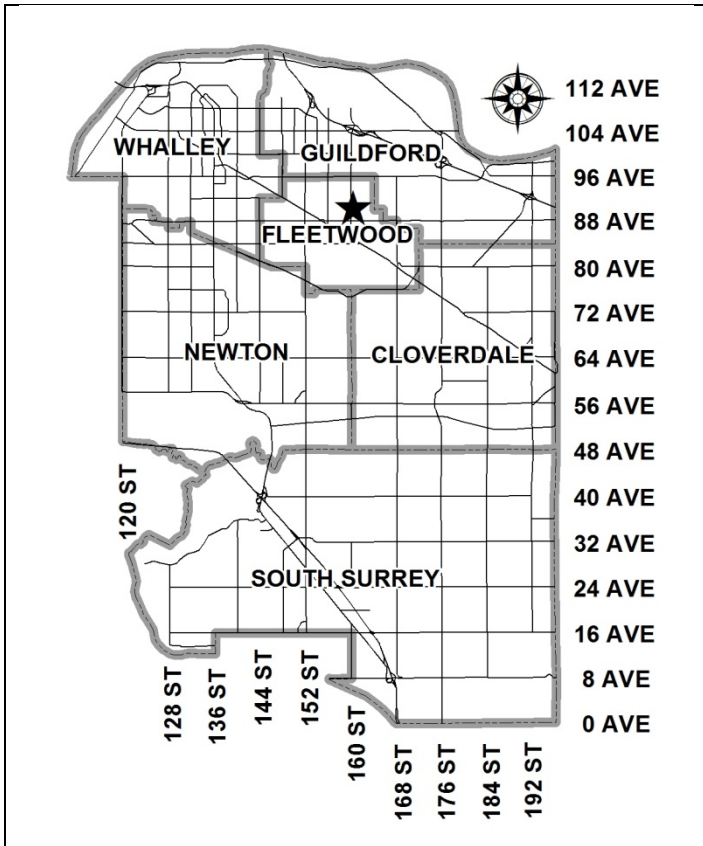 112 AVE
104 AVE
WHALLEY
GUILDFORD
96 AVE
88 AVE
FLEETWOOD
80 AVE
72 AVE
NEWTON
CLOVERDALE
64 AVE
56 AVE
48 AVE
120 ST
40 AVE
32 AVE
SOUTH SURREY
24 AVE
16 AVE
8 AVE
0 AVE
128 ST
136 ST
144 ST
152 ST
160 ST
168 ST
176 ST
184 ST
192 ST